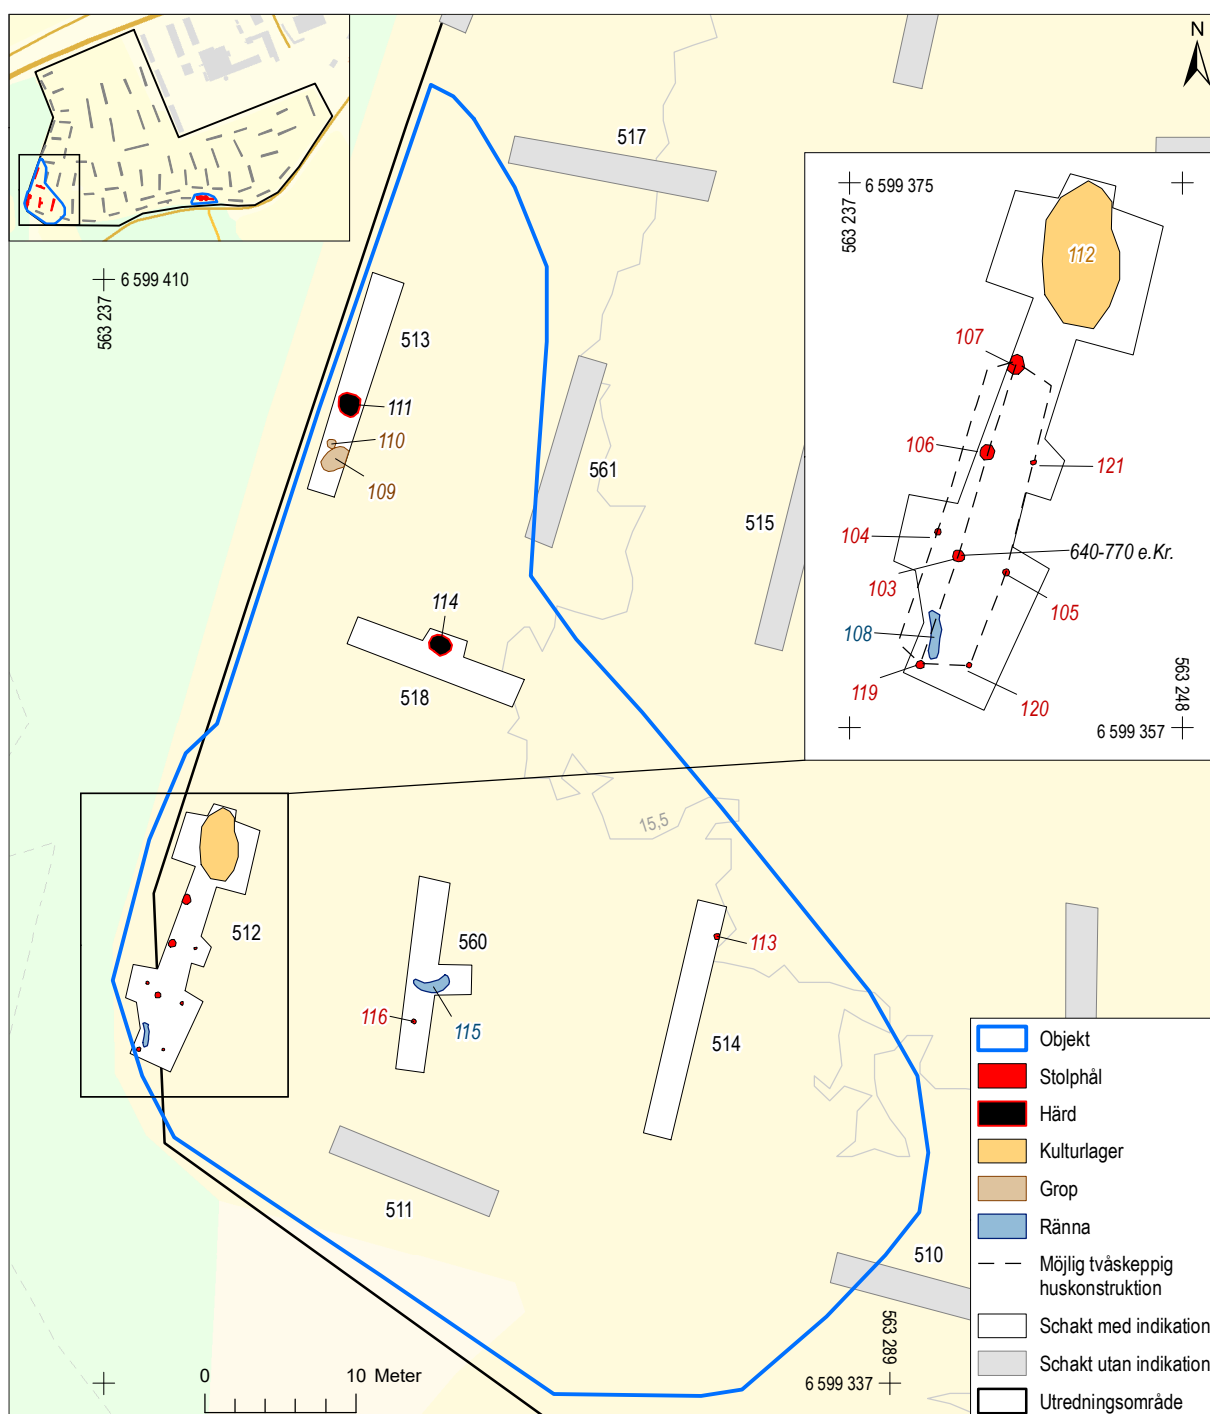 N
517
6 599 375
563 237
112
107
106
121
104
640-770 e.Kr.
103
105
108
119
120
563 248
6 599 357
6 599 410
563 237
513
111
110
109
561
515
114
518
15,5
512
560
113
116
115
514
511
510
563 289
6 599 337
0 10 Meter
Objekt
Stolphål
Härd
Kulturlager
Grop
Ränna
Möjlig tvåskeppig
huskonstruktion
Schakt med indikation
Schakt utan indikation
Utredningsområde